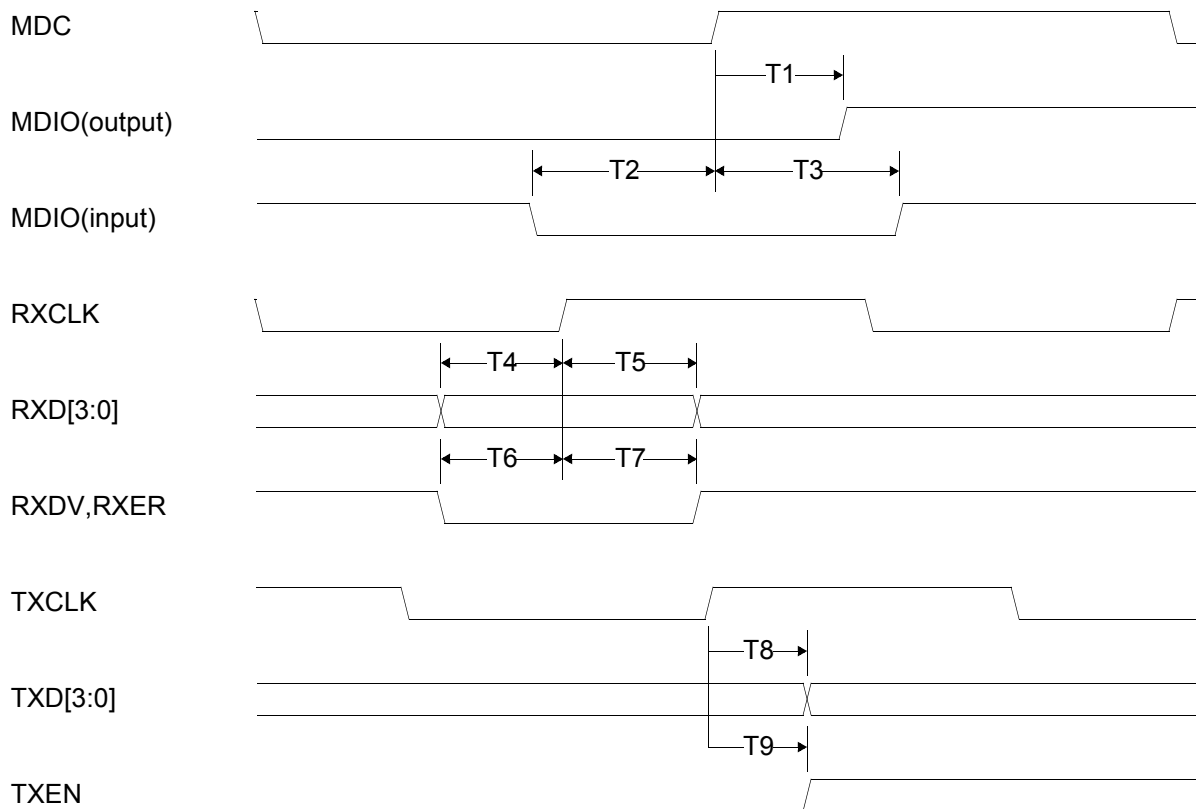 MDC
T1
MDIO(output)
T2 T3
MDIO(input)
RXCLK
T4 T5
RXD[3:0]
T6 T7
RXDV,RXER
TXCLK
T8
TXD[3:0]
T9
TXEN